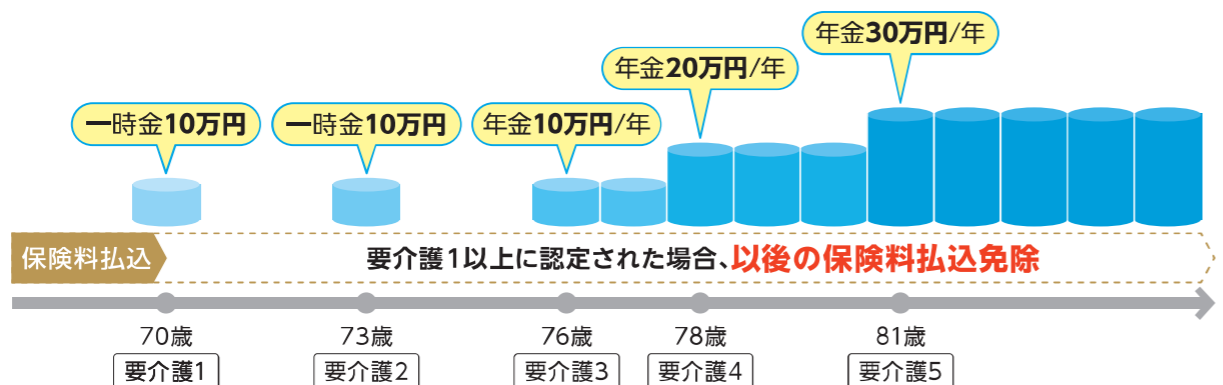 年金30万円/年
年金20万円/年
一時金10万円
一時金10万円
年金10万円/年
保険料払込
要介護1以上に認定された場合、以後の保険料払込免除
70歳
73歳
76歳
78歳
81歳
要介護1
要介護2
要介護3
要介護4
要介護5